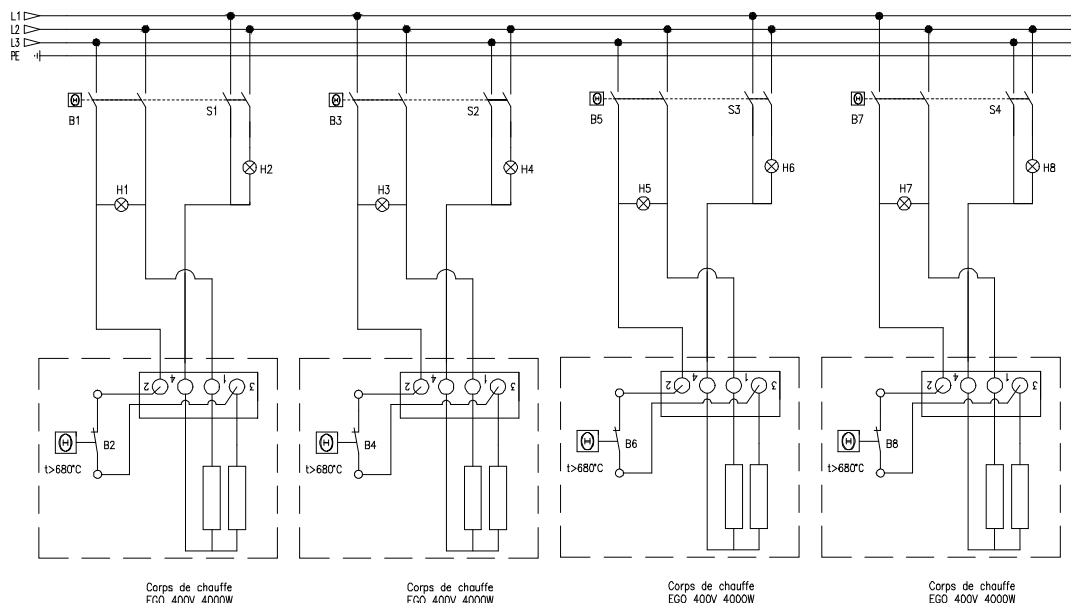 L1
L2
L3
PE
B1 S1 B3 S2 B5 S3 B7 S4
H2 H4 H6 H8
H1 H3 H5 H7
2 4 1 3 2 4 1 3 2 4 1 3 2 4 1 3
B2 B4 B6 B8
t>680°C t>680°C t>680°C t>680°C
Corps de chauffe Corps de chauffe Corps de chauffe Corps de chauffe
EGO 400V 4000W EGO 400V 4000W EGO 400V 4000W EGO 400V 4000W